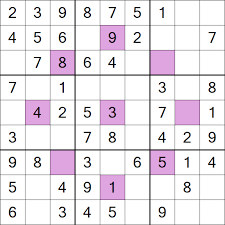 2 3 9 8 7 5 1
4 5 6 9 2 7
7 8 6 4
7 1 3 8
4 2 5 3 7 1
3 7 8 4 2 9
9 8 3 6 5 1 4
5 4 9 1 8
6 3 4 5 9